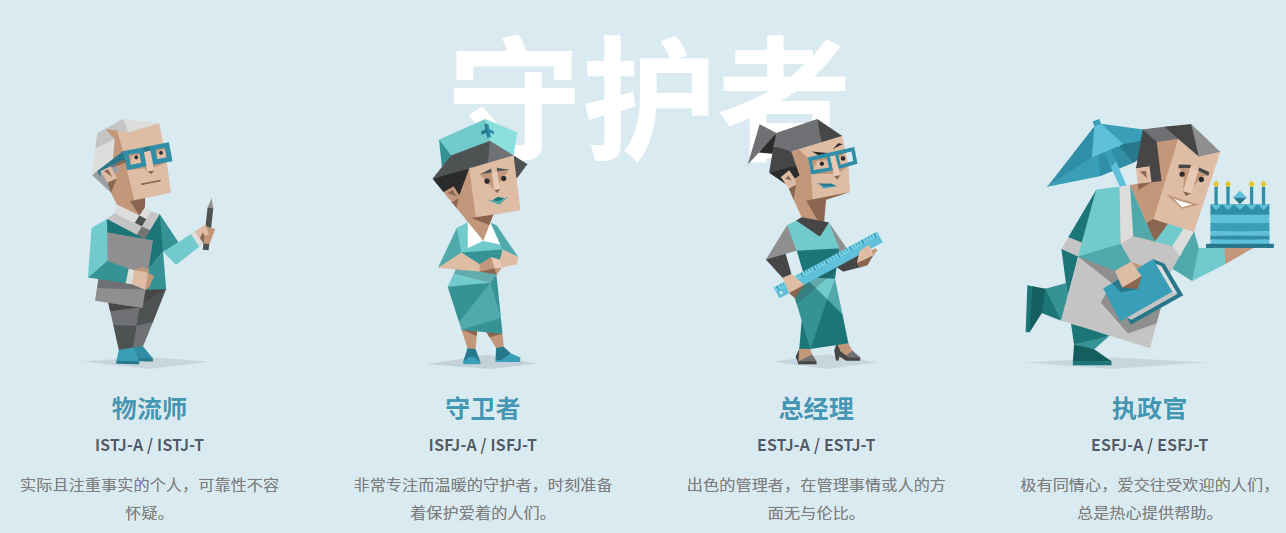 守护者
物流师
ISTJ-A / ISTJ-T
实际且注重事实的个人，可靠性不容
怀疑。
守卫者
ISFJ-A / ISFJ-T
非常专注而温暖的守护者，时刻准备
着保护爱着的人们。
总经理
ESTJ-A / ESTJ-T
出色的管理者，在管理事情或人的方
面无与伦比。
执政官
ESFJ-A / ESFJ-T
极有同情心，爱交往受欢迎的人们，
总是热心提供帮助。